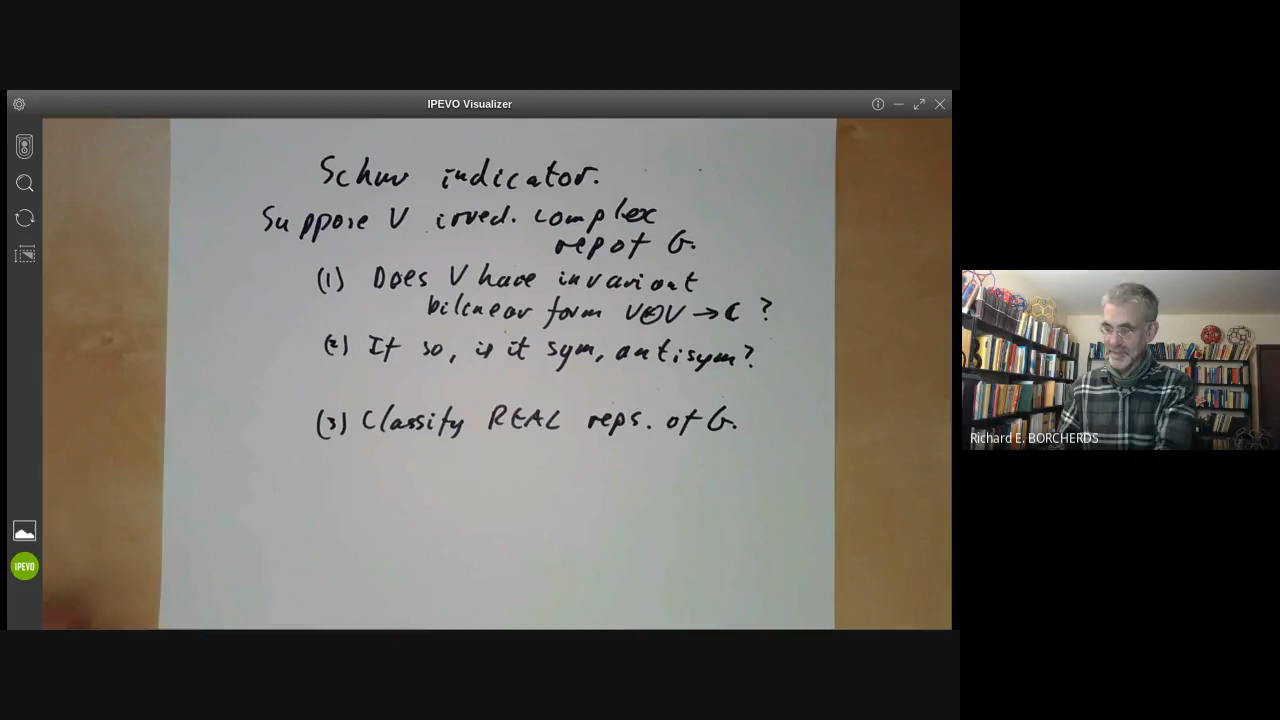 IPEVO Visualizer
Schur indicator.
Suppose V irred. complex
rep of G.
(1) Does V have invariant
bilinear form V⊗V → C ?
(2) If so, is it sym, antisym?
(3) Classify REAL reps. of G.
Richard E. BORCHERDS
IPEVO